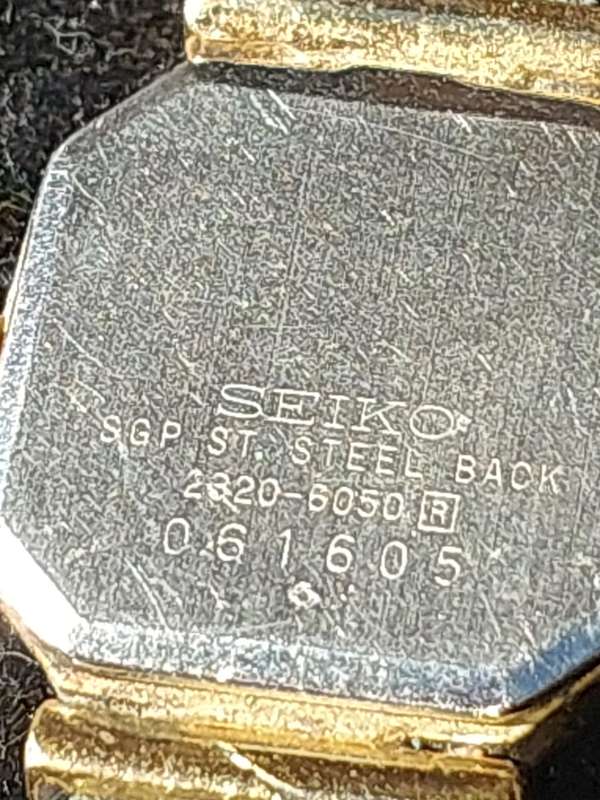 SEIKO
SGP ST. STEEL BACK
2320-6050 R
061605